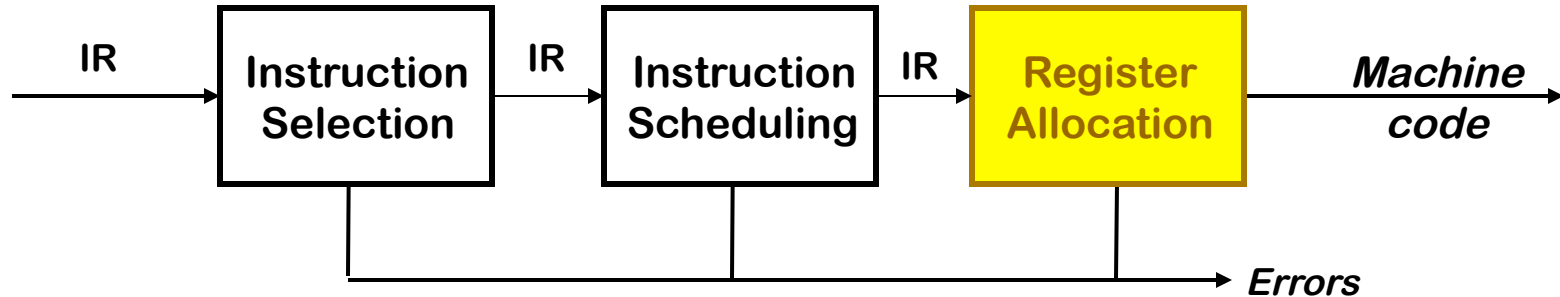 IR
Instruction
Selection
IR
Instruction
Scheduling
IR
Register
Allocation
Machine
code
Errors